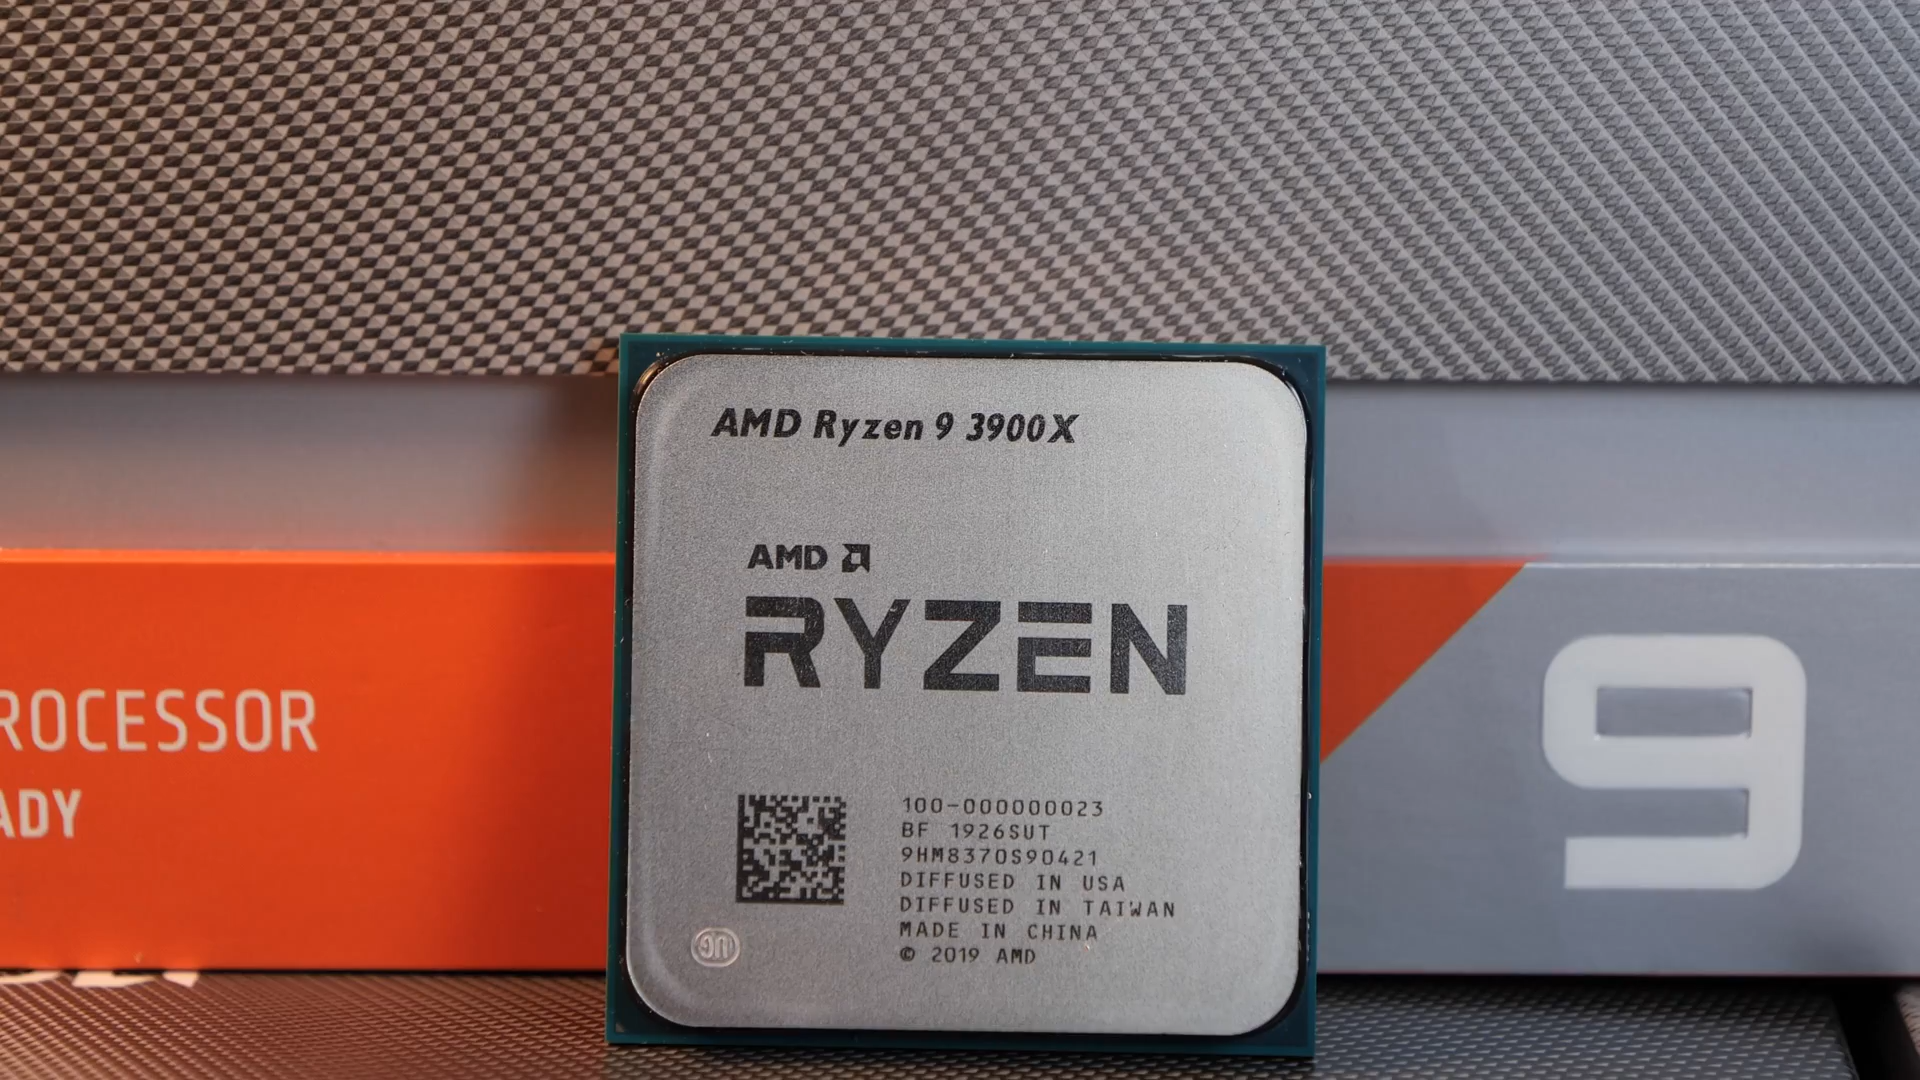 AMD Ryzen 9 3900X
AMD
RYZEN
100-000000023
BF 1926SUT
9HM8370S90421
DIFFUSED IN USA
DIFFUSED IN TAIWAN
MADE IN CHINA
© 2019 AMD
ROCESSOR
ADY
9